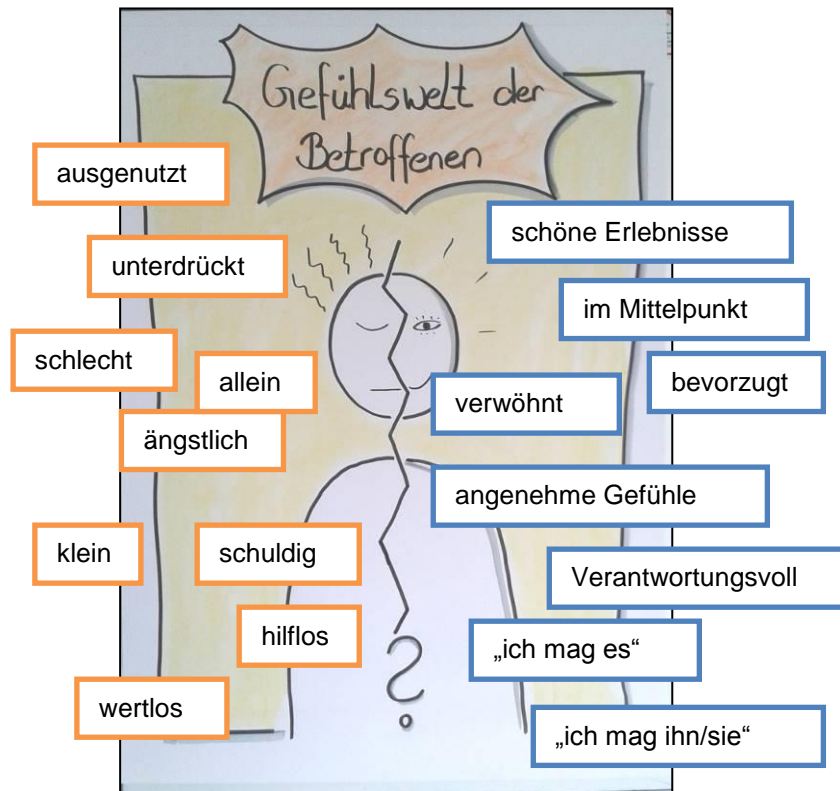 Gefühlswelt der
Betroffenen
ausgenutzt
unterdrückt
schlecht
allein
ängstlich
klein
schuldig
hilflos
wertlos
schöne Erlebnisse
im Mittelpunkt
bevorzugt
verwöhnt
angenehme Gefühle
Verantwortungsvoll
„ich mag es“
„ich mag ihn/sie“
?